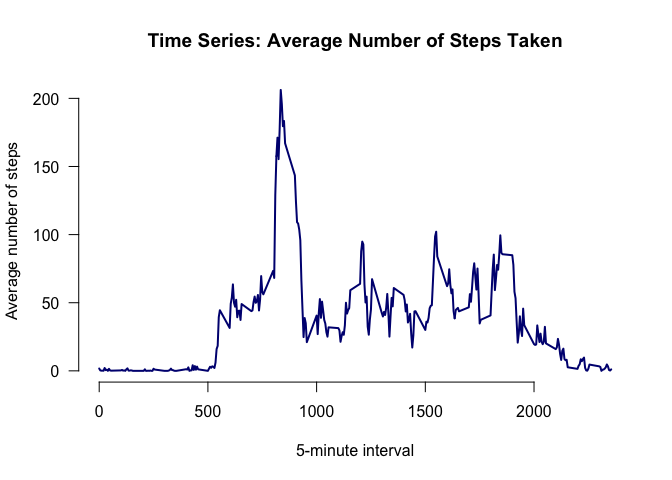 Time Series: Average Number of Steps Taken
Average number of steps
200
150
100
50
0
0 500 1000 1500 2000
5-minute interval